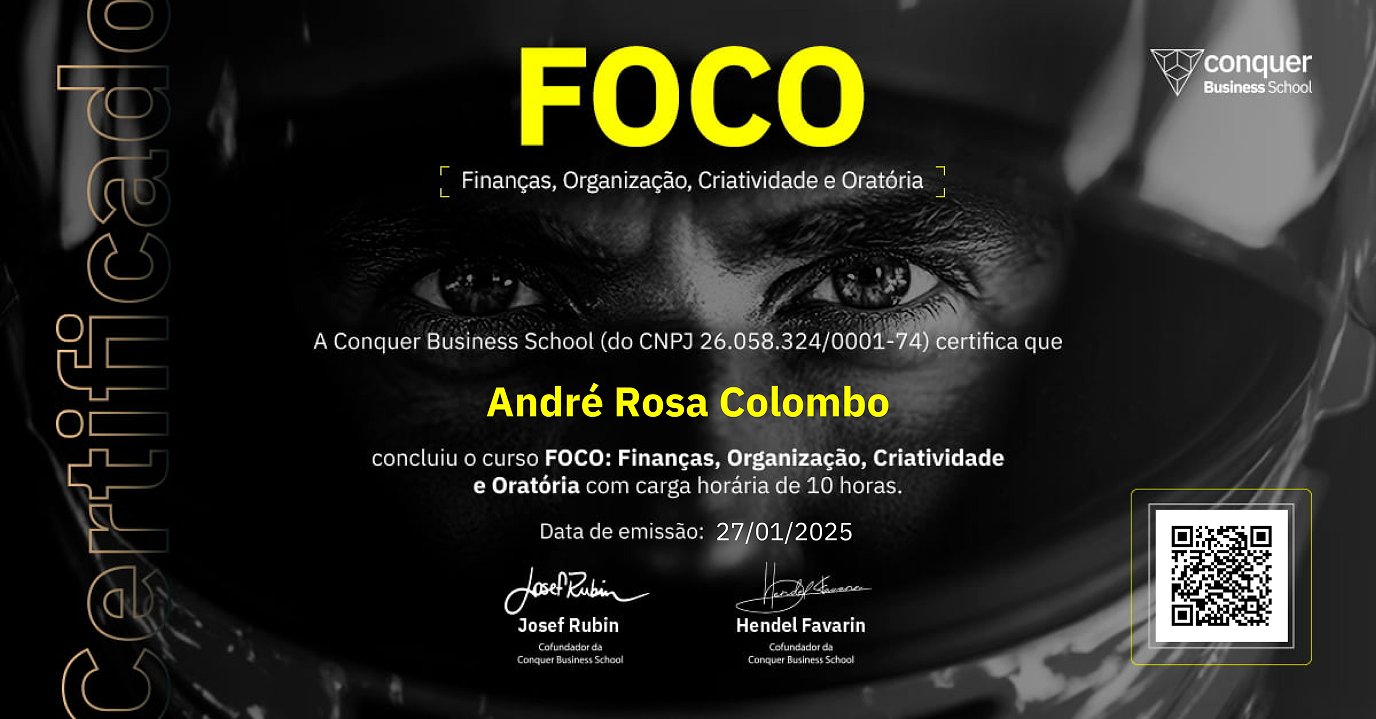 Certificado
FOCO
conquer
Business School
Finanças, Organização, Criatividade e Oratória
A Conquer Business School (do CNPJ 26.058.324/0001-74) certifica que
André Rosa Colombo
concluiu o curso FOCO: Finanças, Organização, Criatividade
e Oratória com carga horária de 10 horas.
Data de emissão: 27/01/2025
Josef Rubin
Hendel Favarin
Josef Rubin
Hendel Favarin
Cofundador da
Conquer Business School
Cofundador da
Conquer Business School